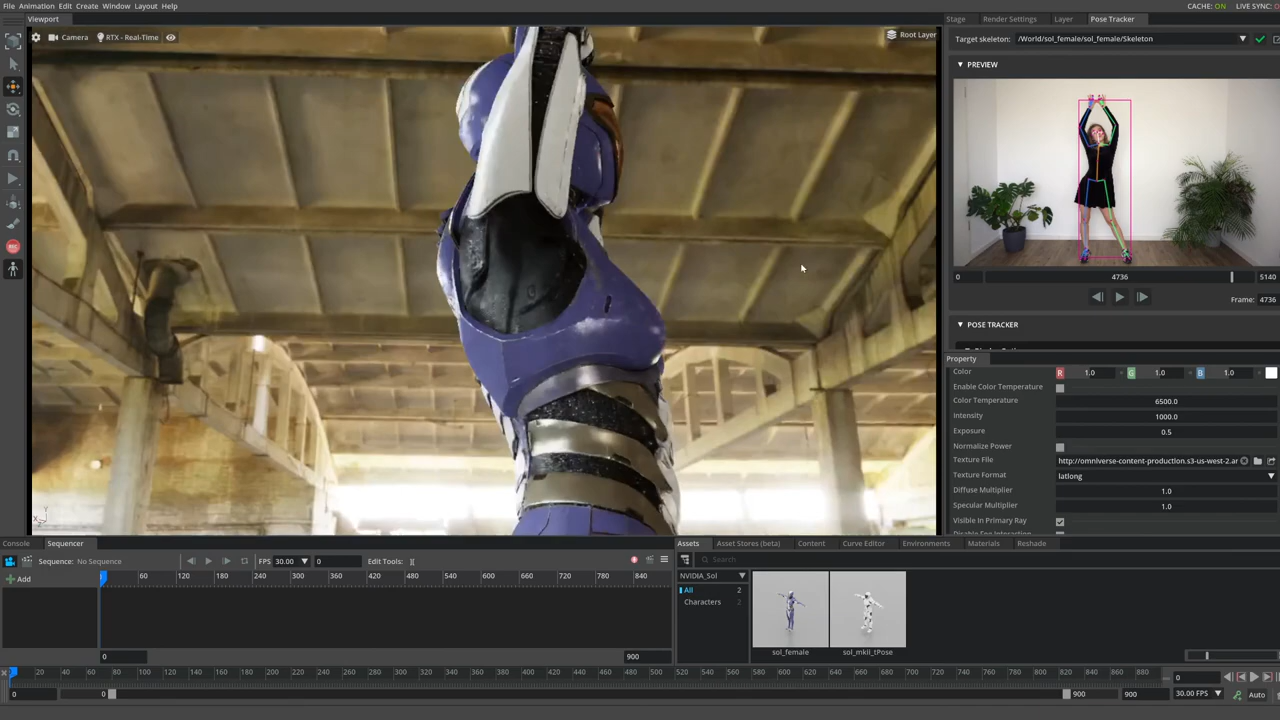 File Animation Edit Create Window Layout Help CACHE: ON LIVE SYNC:
Viewport Stage Render Settings Layer Pose Tracker
Camera RTX - Real-Time Root Layer Target skeleton: /World/sol_female/sol_female/Skeleton
PREVIEW
0 4736 5140
Frame: 4736
POSE TRACKER
Property
Color R 1.0 G 1.0 B 1.0
Enable Color Temperature
Color Temperature 6500.0
Intensity 1000.0
Exposure 0.5
Normalize Power
Texture File http://omniverse-content-production.s3-us-west-2.ar
Texture Format latlong
Diffuse Multiplier 1.0
Specular Multiplier 1.0
Visible In Primary Ray
Console Sequencer Assets Asset Stores (beta) Content Curve Editor Environments Materials Reshade
Sequence: No Sequence FPS 30.00 0 Edit Tools: Search
Add 60 120 180 240 300 360 420 480 540 600 660 720 780 840 NVIDIA_Sol
All 2
Characters 2
sol_female sol_mkII_tPose
0 900
20 40 60 80 100 120 140 160 180 200 220 240 260 280 300 320 340 360 380 400 420 440 460 480 500 520 540 560 580 600 620 640 660 680 700 720 740 760 780 800 820 840 860 880 0
0 0 900 900 30.00 FPS Auto